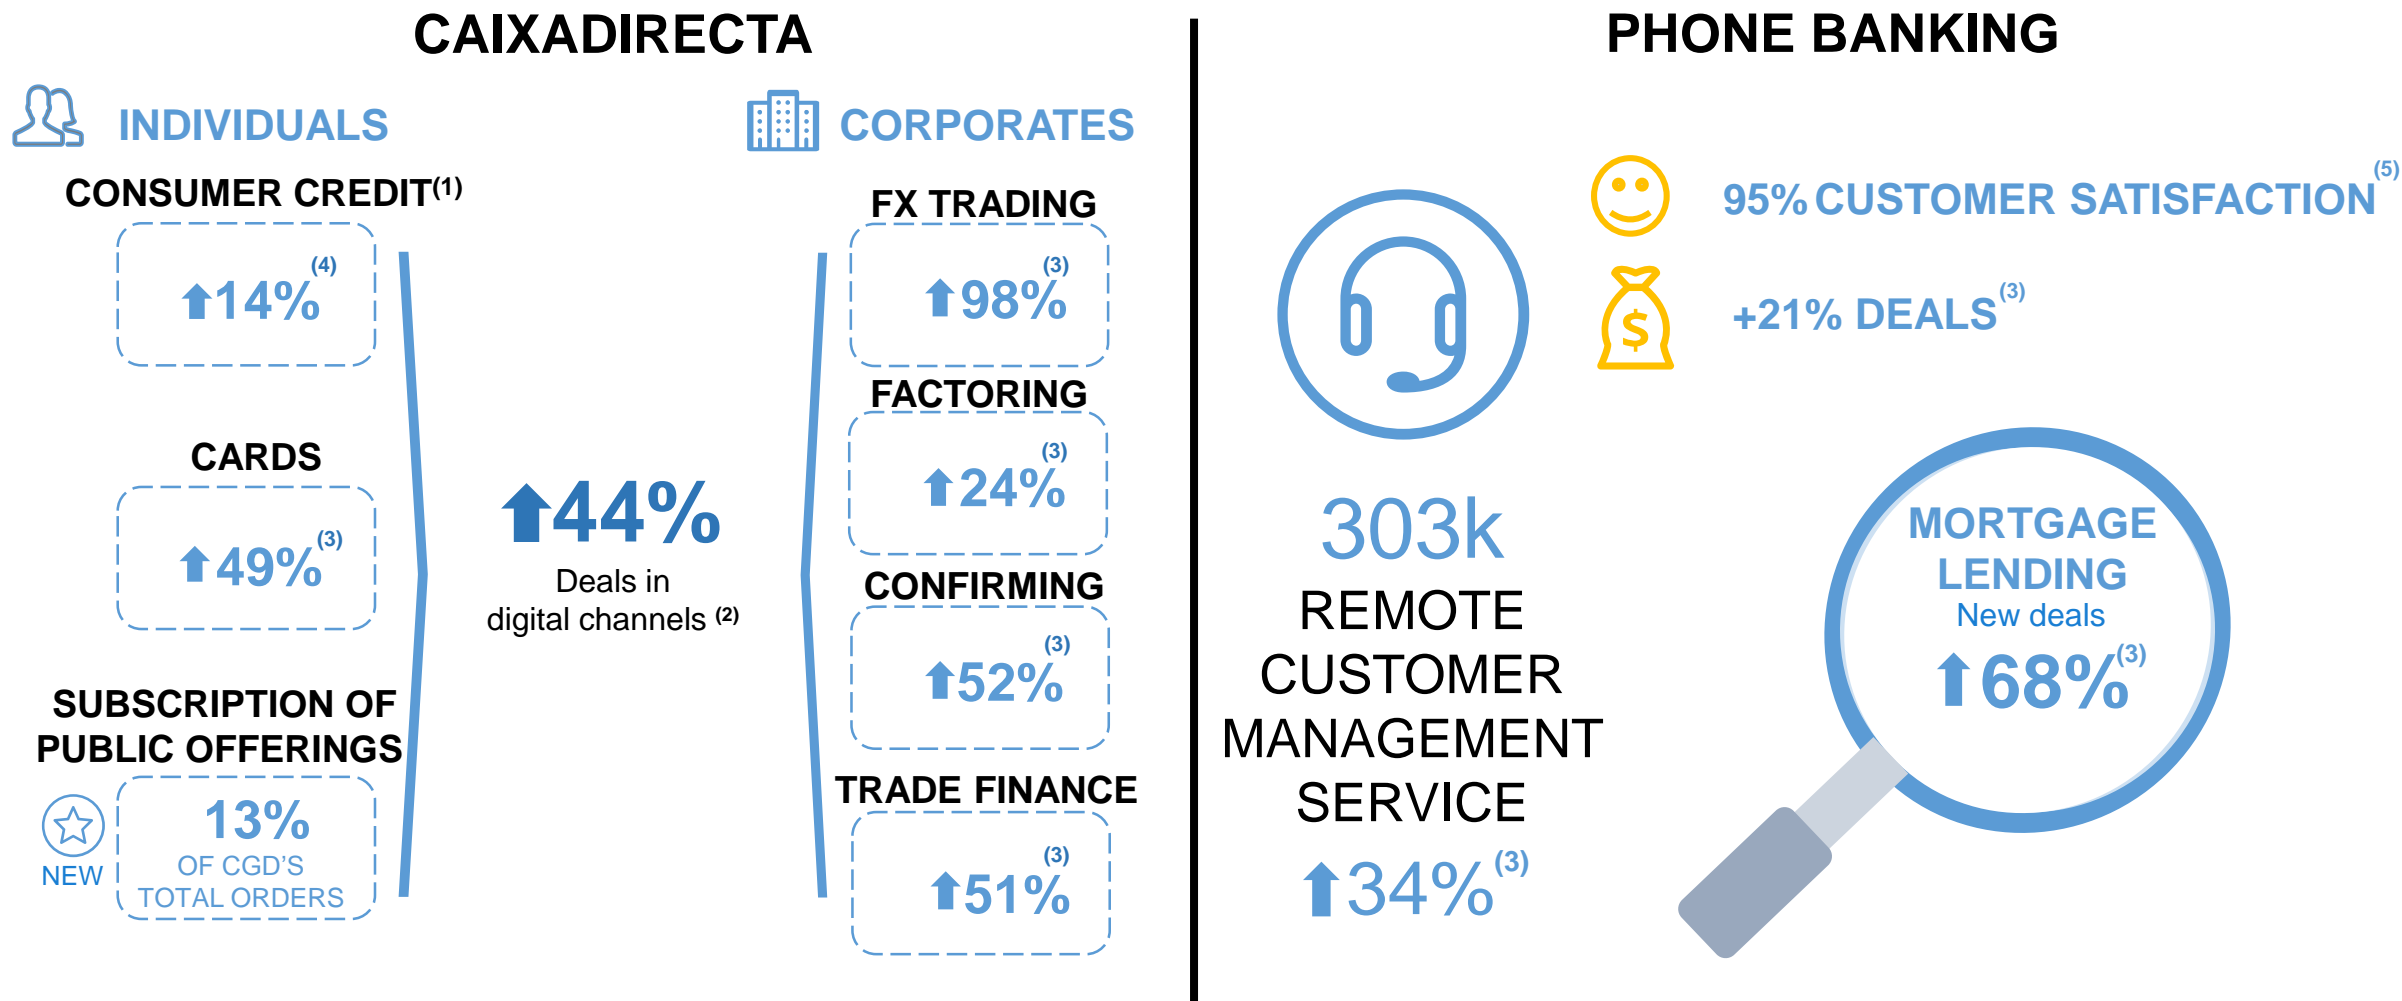 CAIXADIRECTA
INDIVIDUALS
CONSUMER CREDIT(1)
14%(4)
CARDS
49%(3)
SUBSCRIPTION OF
PUBLIC OFFERINGS
NEW
13%
OF CGD'S
TOTAL ORDERS
44%
Deals in
digital channels (2)
CORPORATES
FX TRADING
98%(3)
FACTORING
24%(3)
CONFIRMING
52%(3)
TRADE FINANCE
51%(3)
PHONE BANKING
95% CUSTOMER SATISFACTION(5)
$
+21% DEALS(3)
303k
REMOTE
CUSTOMER
MANAGEMENT
SERVICE
34%(3)
MORTGAGE
LENDING
New deals
68%(3)